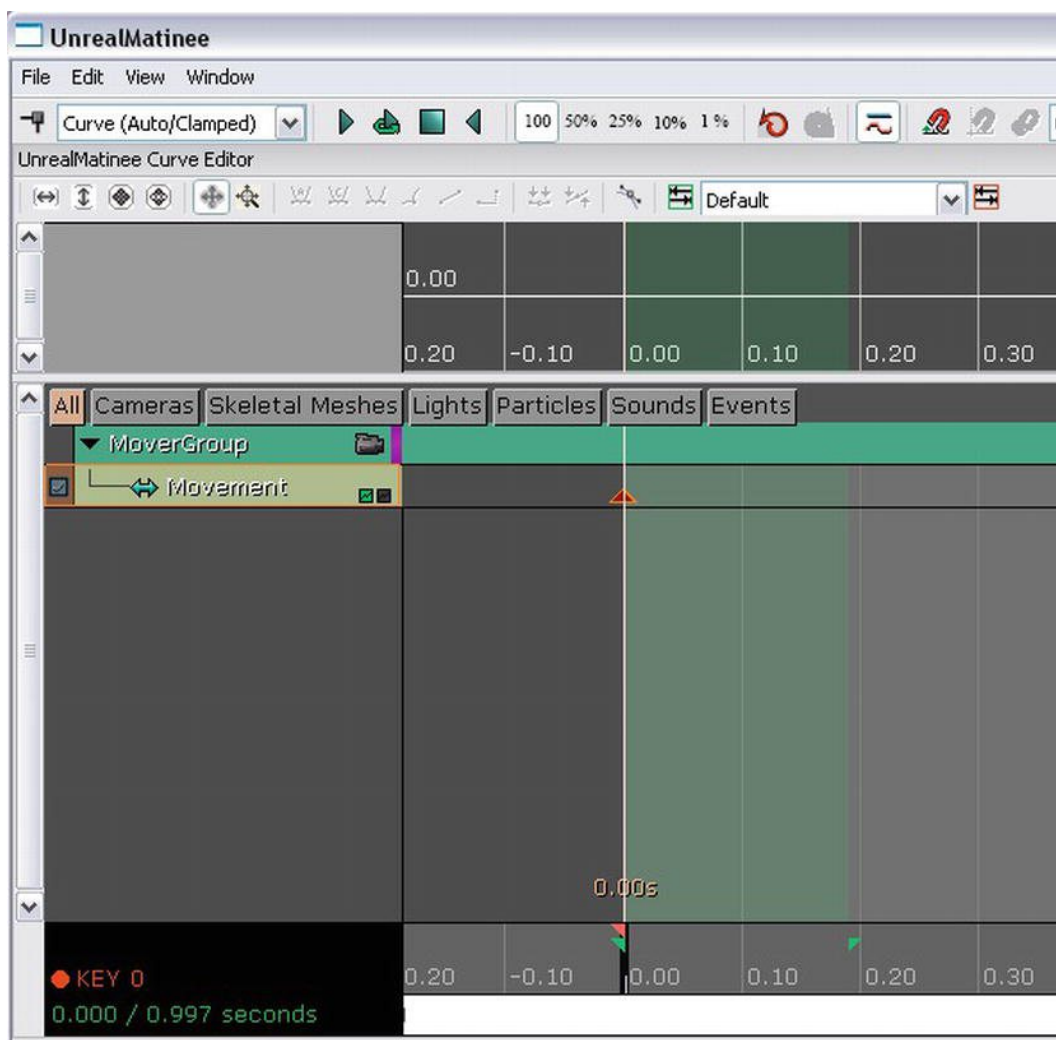 UnrealMatinee
File Edit View Window
Curve (Auto/Clamped) 100 50% 25% 10% 1%
UnrealMatinee Curve Editor
Default
0.00
0.20 -0.10 0.00 0.10 0.20 0.30
All Cameras Skeletal Meshes Lights Particles Sounds Events
MoverGroup
Movement
0.00s
KEY 0 0.20 -0.10 0.00 0.10 0.20 0.30
0.000 / 0.997 seconds